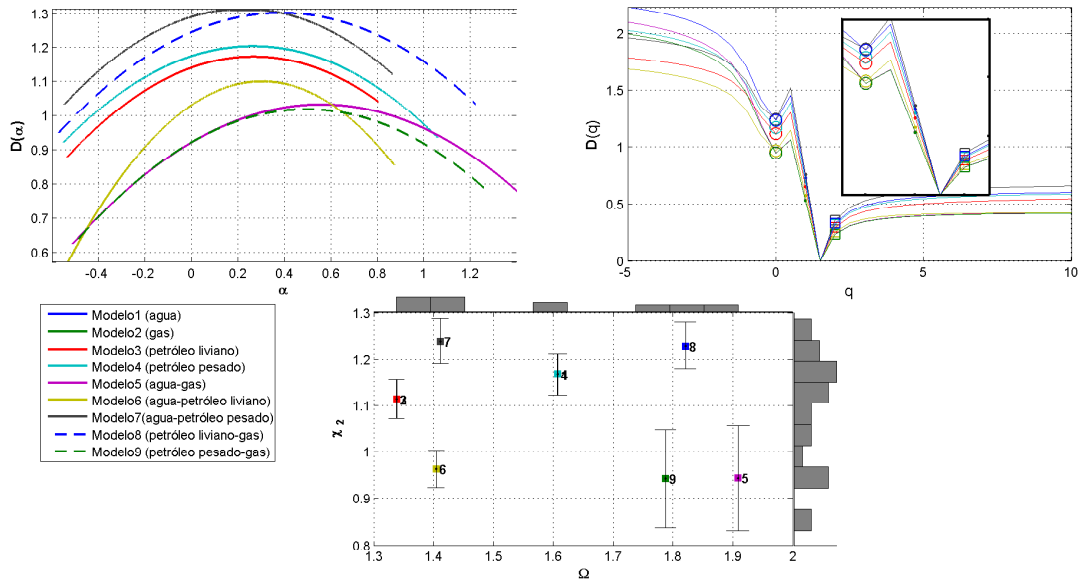 1.3
1.2
1.1
1
0.9
0.8
0.7
0.6
D(α)
-0.4 -0.2 0 0.2 0.4 0.6 0.8 1 1.2
α
2
1.5
1
0.5
0
D(q)
-5 0 5 10
q
Modelo1 (agua)
Modelo2 (gas)
Modelo3 (petróleo liviano)
Modelo4 (petróleo pesado)
Modelo5 (agua-gas)
Modelo6 (agua-petróleo liviano)
Modelo7(agua-petróleo pesado)
Modelo8 (petróleo liviano-gas)
Modelo9 (petróleo pesado-gas)
1.3
1.2
1.1
1
0.9
0.8
χ 2
7
8
6
9
5
1.3 1.4 1.5 1.6 1.7 1.8 1.9 2
Ω